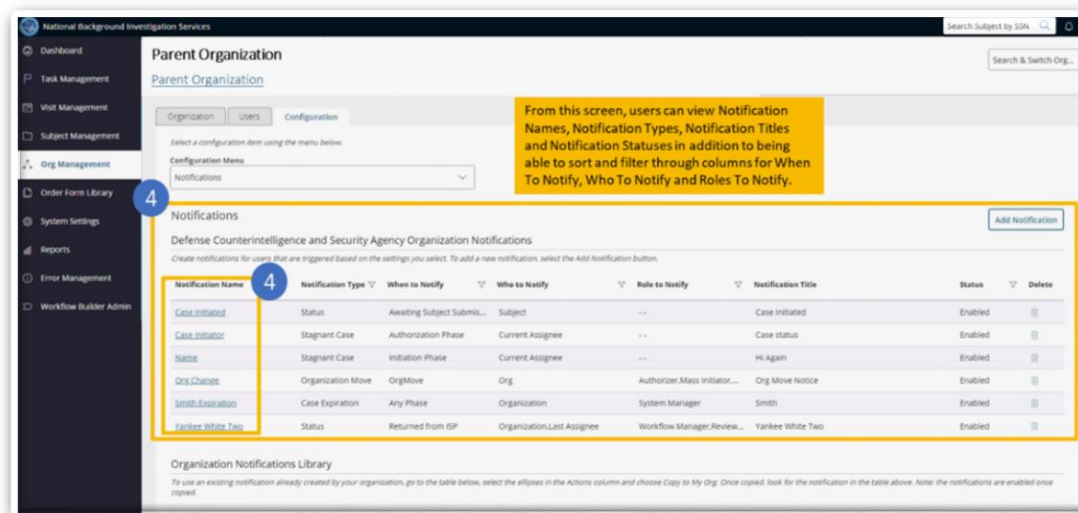 National Background Investigation Services
Search Subject by SSN
Dashboard
Task Management
Visit Management
Subject Management
Org Management
Order Form Library
System Settings
Reports
Error Management
Workflow Builder Admin
Parent Organization
Search & Switch Org...
Parent Organization
Organization Users Configuration
Select a configuration item using the menu below.
Configuration Menu
Notifications
From this screen, users can view Notification
Names, Notification Types, Notification Titles
and Notification Statuses in addition to being
able to sort and filter through columns for When
To Notify, Who To Notify and Roles To Notify.
4
Notifications
Add Notification
Defense Counterintelligence and Security Agency Organization Notifications
Create notifications for users that are triggered based on the settings you select. To add a new notification, select the Add Notification button.
4
Notification Name Notification Type When to Notify Who to Notify Role to Notify Notification Title Status Delete
Case Initiated Status Awaiting Subject Submis... Subject -- Case Initiated Enabled
Case Initiator Stagnant Case Authorization Phase Current Assignee -- Case status Enabled
Name Stagnant Case Initiation Phase Current Assignee -- Hi Again Enabled
Org Change Organization Move OrgMove Org Authorizer,Mass Initiator,... Org Move Notice Enabled
Smith Expiration Case Expiration Any Phase Organization System Manager Smith Enabled
Yankee White Two Status Returned from ISP Organization,Last Assignee Workflow Manager,Review... Yankee White Two Enabled
Organization Notifications Library
To use an existing notification already created by your organization, go to the table below, select the ellipses in the Actions column and choose Copy to My Org. Once copied, look for the notification in the table above. Note: the notifications are enabled once
copied.